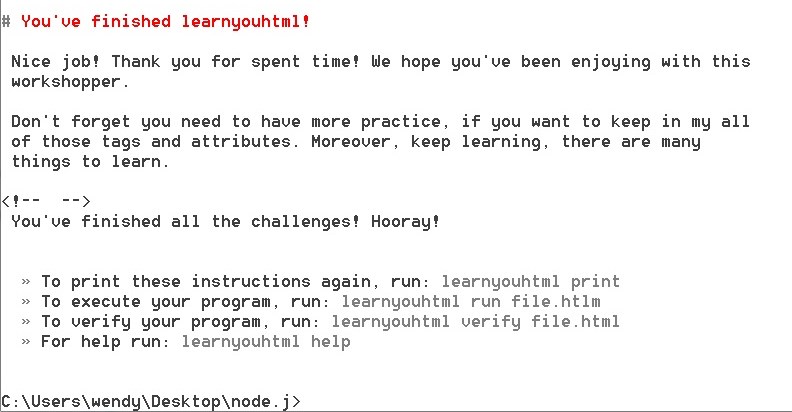 # You've finished learnyouhtml!
Nice job! Thank you for spent time! We hope you've been enjoying with this
workshopper.
Don't forget you need to have more practice, if you want to keep in my all
of those tags and attributes. Moreover, keep learning, there are many
things to learn.
<!--  -->
You've finished all the challenges! Hooray!
» To print these instructions again, run: learnyouhtml print
» To execute your program, run: learnyouhtml run file.htlm
» To verify your program, run: learnyouhtml verify file.html
» For help run: learnyouhtml help
C:\Users\wendy\Desktop\node.j>